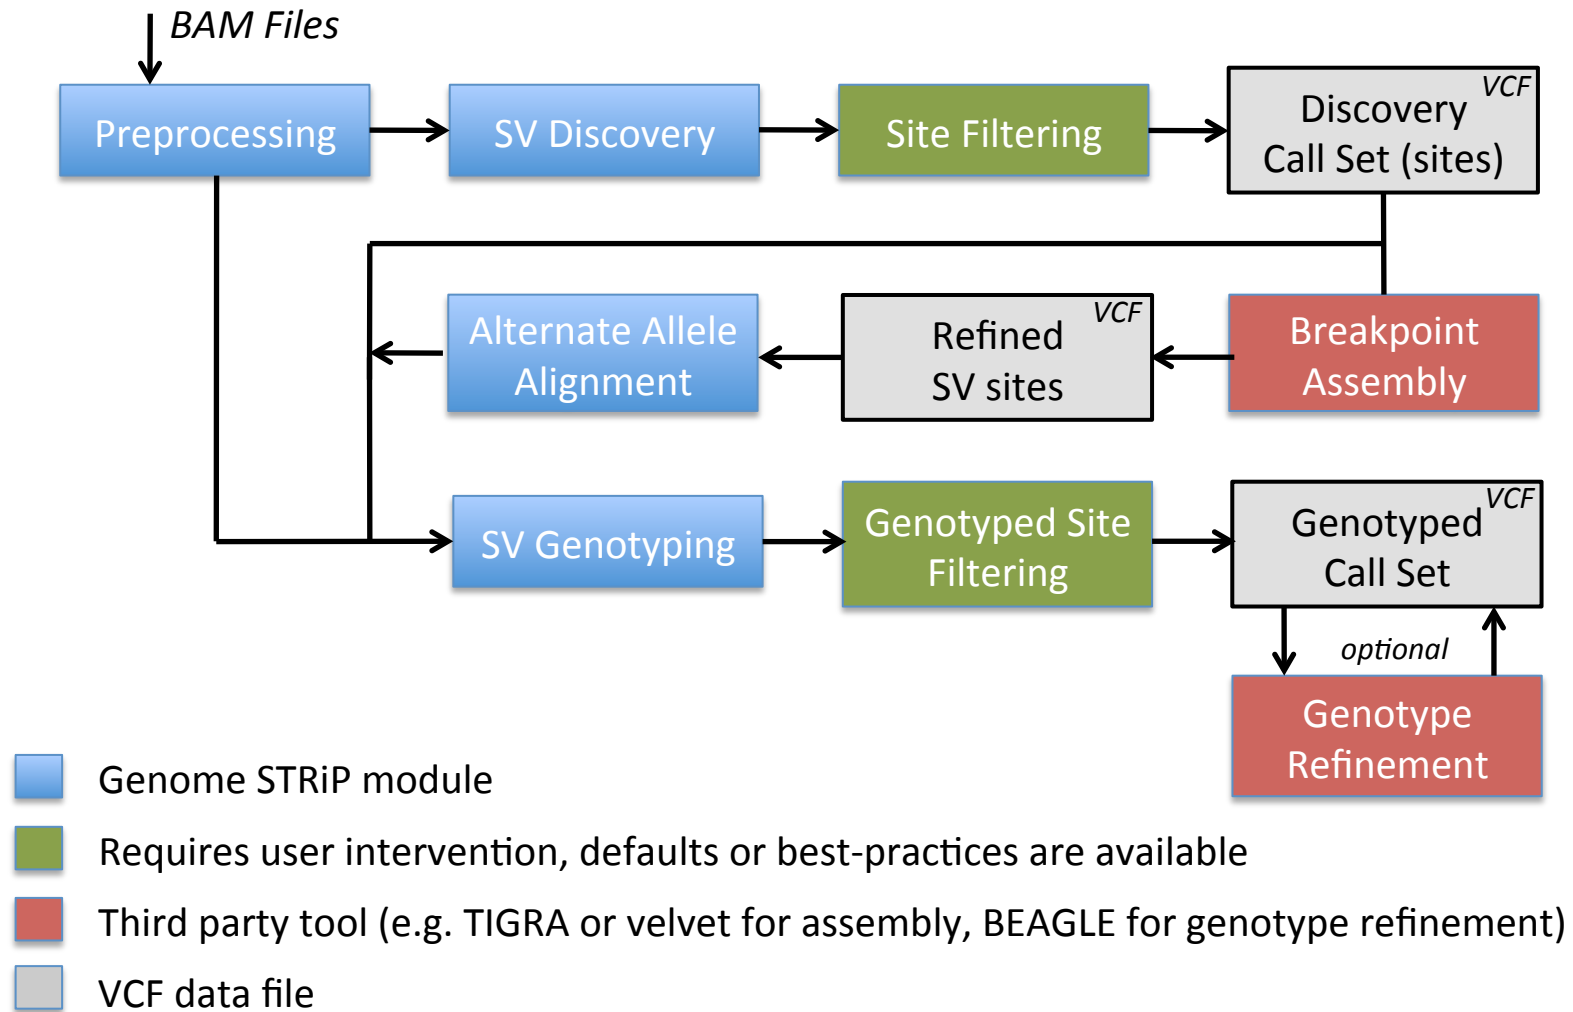 BAM Files
Preprocessing
SV Discovery
Site Filtering
VCF
Discovery
Call Set (sites)
Alternate Allele
Alignment
VCF
Refined
SV sites
Breakpoint
Assembly
SV Genotyping
Genotyped Site
Filtering
VCF
Genotyped
Call Set
optional
Genotype
Refinement
Genome STRiP module
Requires user intervention, defaults or best-practices are available
Third party tool (e.g. TIGRA or velvet for assembly, BEAGLE for genotype refinement)
VCF data file